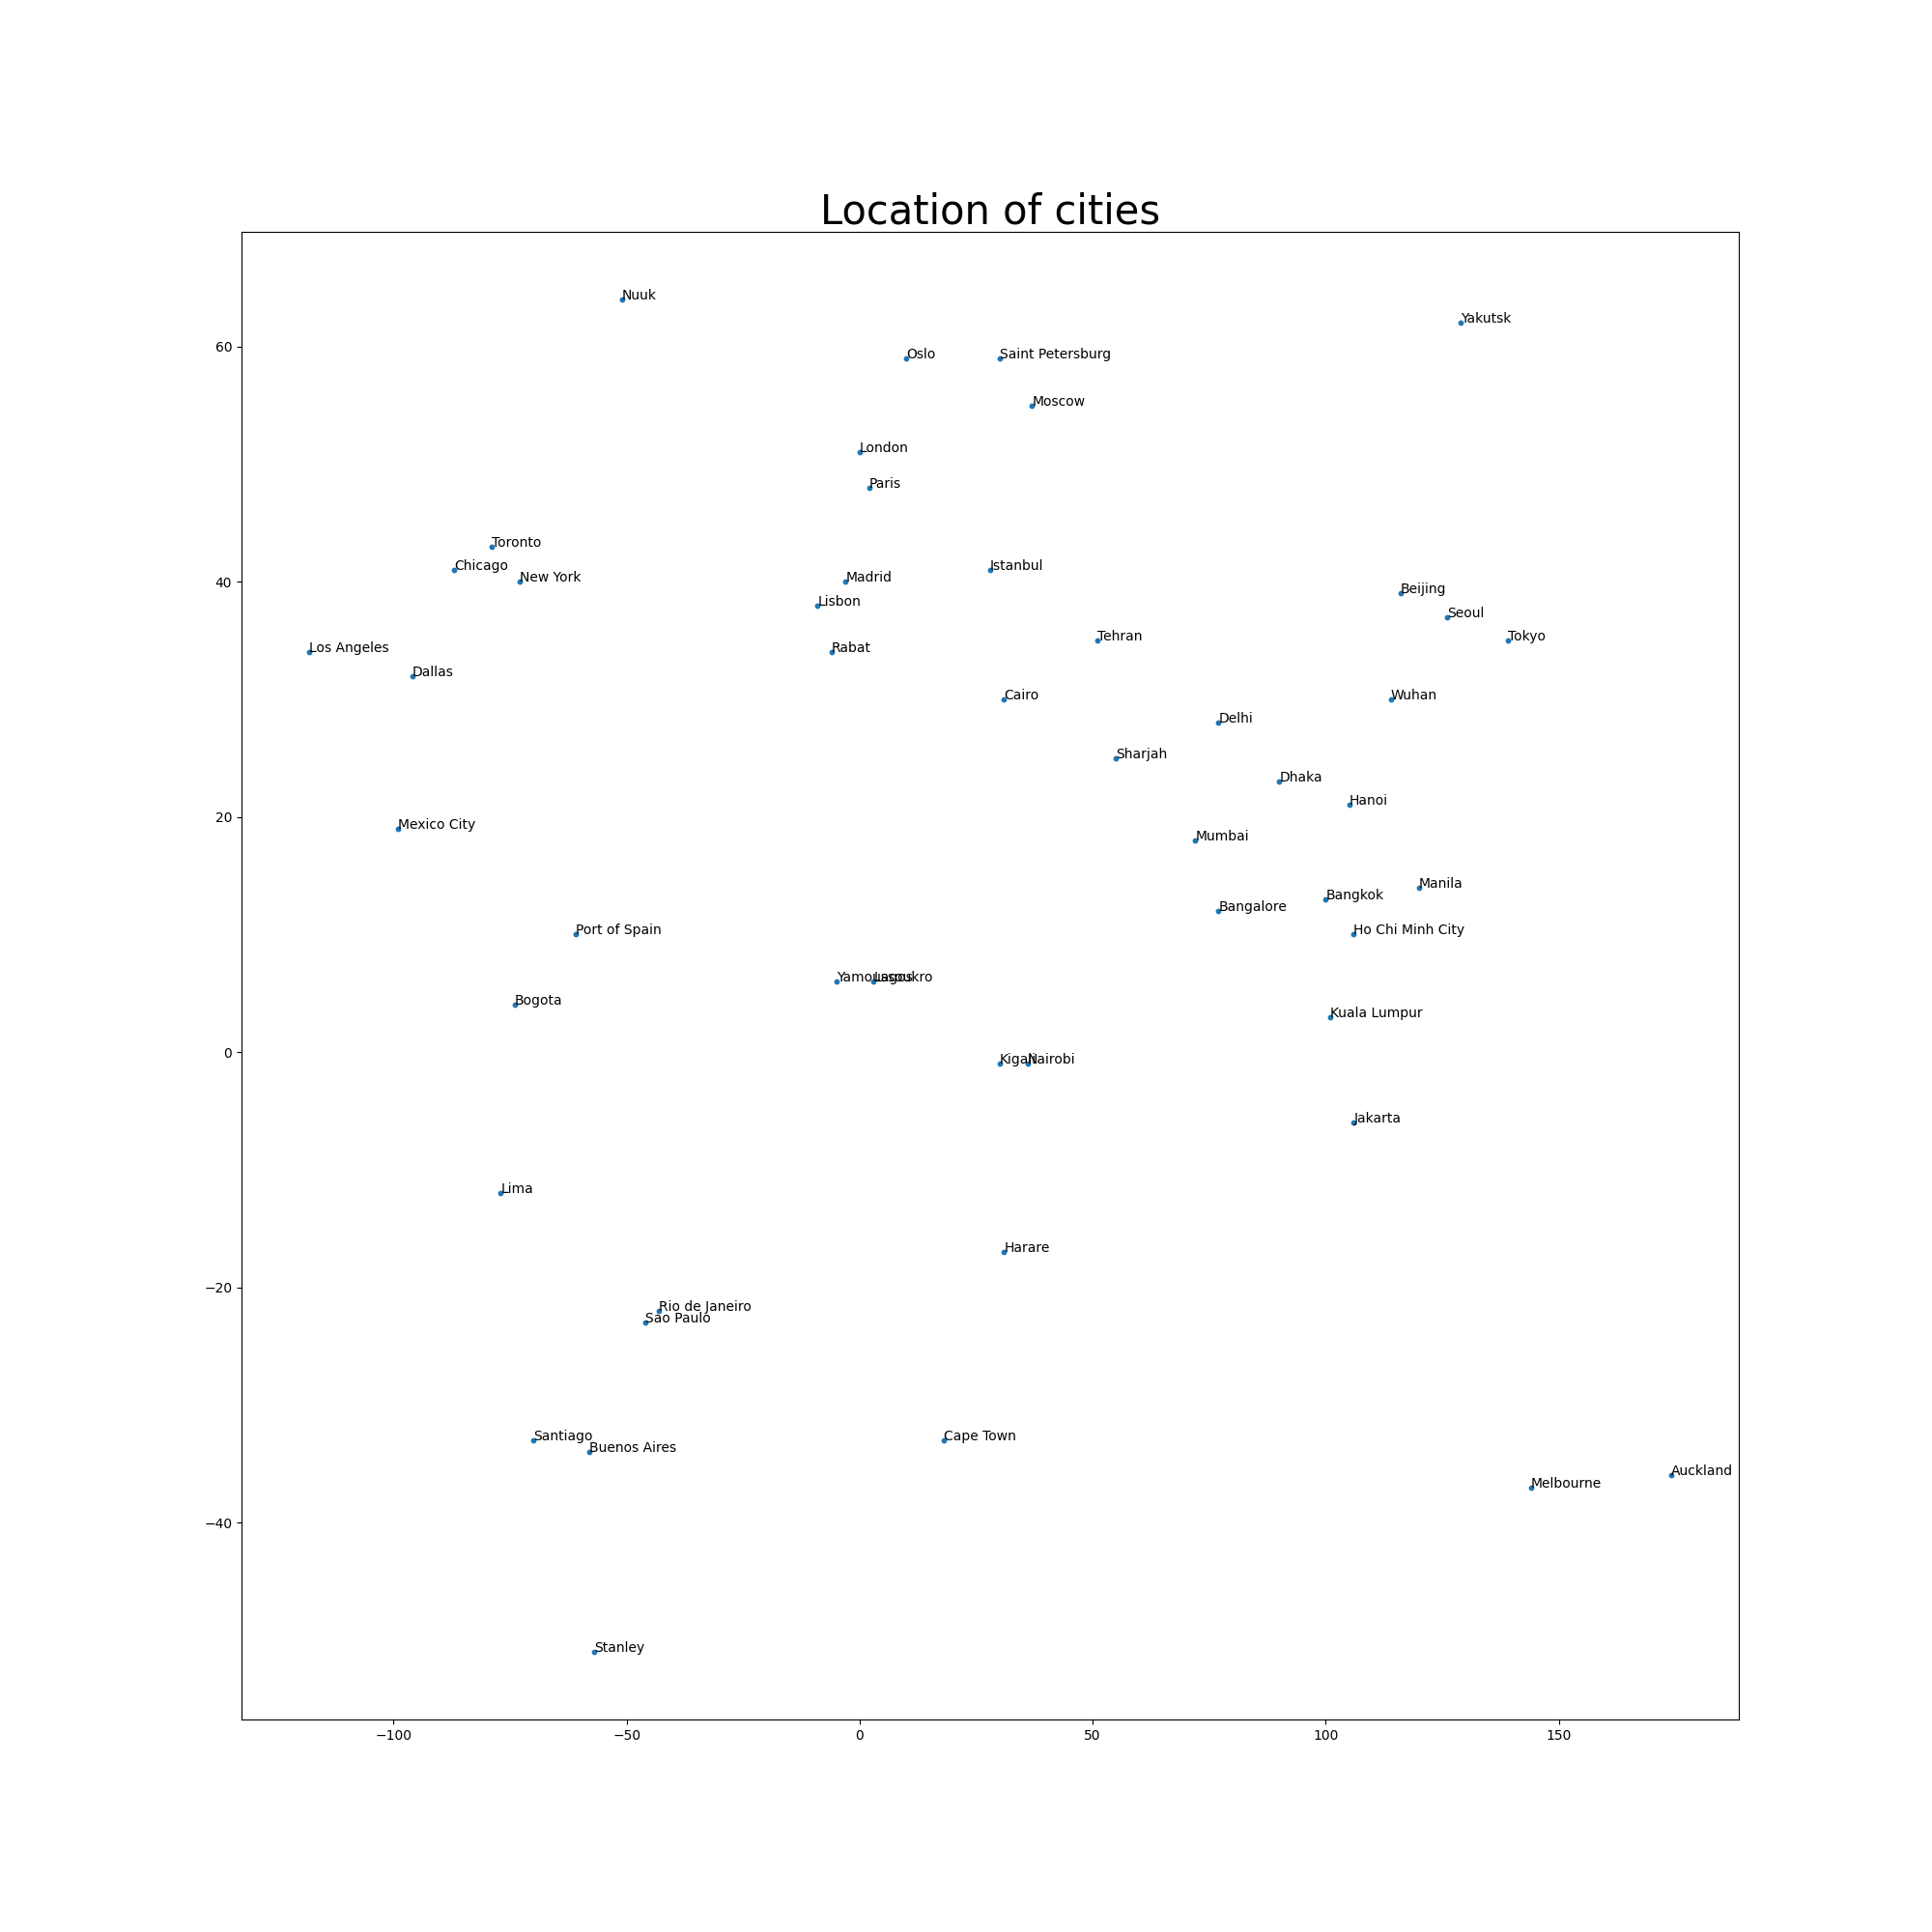 Location of cities
Nuuk
Yakutsk
60
Oslo
Saint Petersburg
Moscow
London
Paris
Toronto
Chicago
Istanbul
40
New York
Madrid
Beijing
Lisbon
Seoul
Tehran
Tokyo
Los Angeles
Rabat
Dallas
Cairo
Wuhan
Delhi
Sharjah
Dhaka
Hanoi
20
Mexico City
Mumbai
Manila
Bangkok
Bangalore
Port of Spain
Ho Chi Minh City
Yamoussoukro
Lagos
Bogota
Kuala Lumpur
0
Kigali
Nairobi
Jakarta
Lima
Harare
−20
Rio de Janeiro
São Paulo
Santiago
Cape Town
Buenos Aires
Auckland
Melbourne
−40
Stanley
−100
−50
0
50
100
150